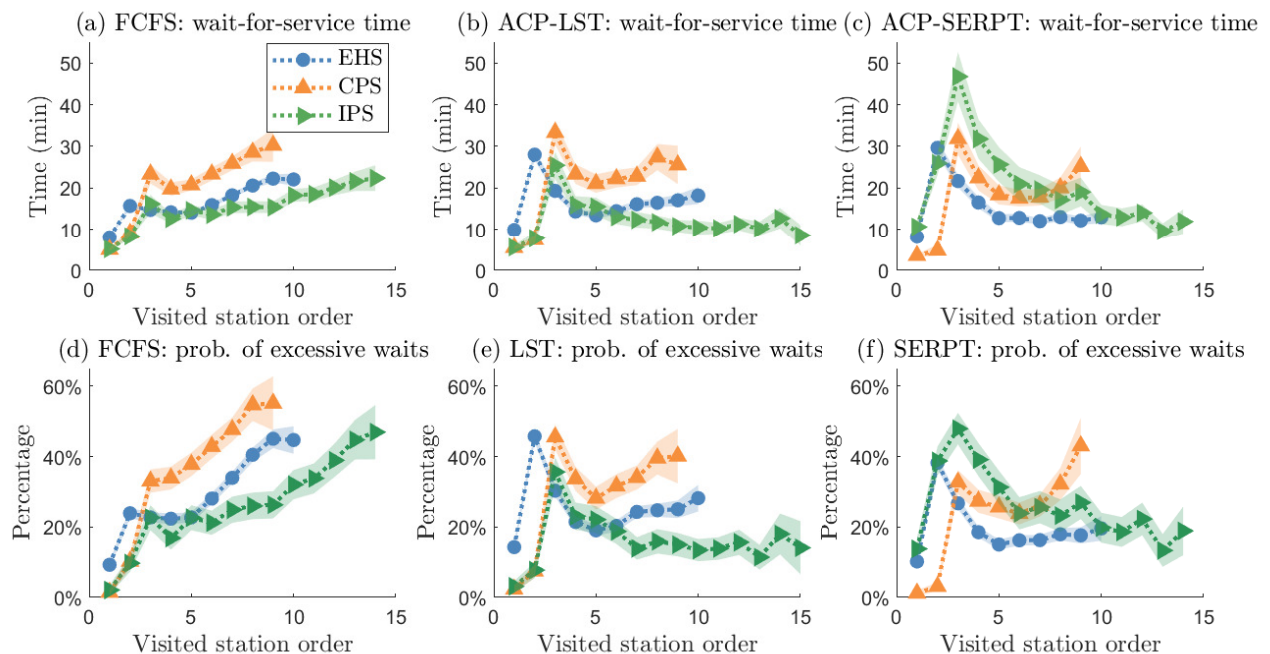 (a) FCFS: wait-for-service time
(b) ACP-LST: wait-for-service time
(c) ACP-SERPT: wait-for-service time
Time (min)
50
40
30
20
10
0
0
5
10
15
Visited station order
EHS
CPS
IPS
Time (min)
50
40
30
20
10
0
0
5
10
15
Visited station order
Time (min)
50
40
30
20
10
0
0
5
10
15
Visited station order
(d) FCFS: prob. of excessive waits
(e) LST: prob. of excessive waits
(f) SERPT: prob. of excessive waits
Percentage
60%
40%
20%
0%
0
5
10
15
Visited station order
Percentage
60%
40%
20%
0%
0
5
10
15
Visited station order
Percentage
60%
40%
20%
0%
0
5
10
15
Visited station order